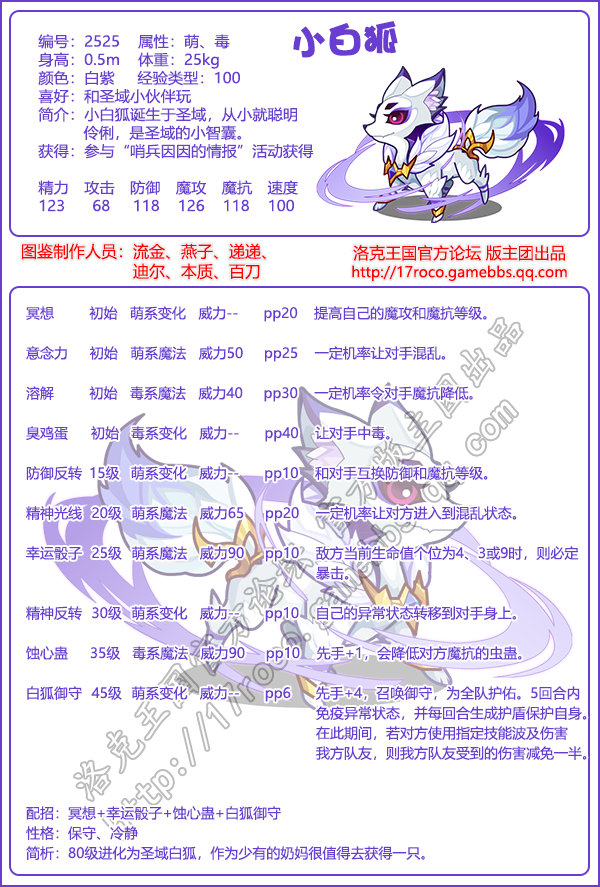 小白狐
编号：2525 属性：萌、毒
身高：0.5m 体重：25kg
颜色：白紫 经验类型：100
喜好：和圣域小伙伴玩
简介：小白狐诞生于圣域，从小就聪明
伶俐，是圣域的小智囊。
获得：参与“哨兵因因的情报”活动获得
精力 攻击 防御 魔攻 魔抗 速度
123 68 118 126 118 100
图鉴制作人员：流金、燕子、递递、
迪尔、本质、百刀
洛克王国官方论坛 版主团出品
http://17roco.gamebbs.qq.com
冥想 初始 萌系变化 威力-- pp20 提高自己的魔攻和魔抗等级。
意念力 初始 萌系魔法 威力50 pp25 一定机率让对手混乱。
溶解 初始 毒系魔法 威力40 pp30 一定机率令对手魔抗降低。
臭鸡蛋 初始 毒系变化 威力-- pp40 让对手中毒。
防御反转 15级 萌系变化 威力-- pp10 和对手互换防御和魔抗等级。
精神光线 20级 萌系魔法 威力65 pp20 一定机率让对方进入到混乱状态。
幸运骰子 25级 萌系魔法 威力90 pp10 敌方当前生命值个位为4、3或9时，则必定
暴击。
精神反转 30级 萌系变化 威力-- pp10 自己的异常状态转移到对手身上。
蚀心蛊 35级 毒系魔法 威力90 pp10 先手+1，会降低对方魔抗的虫蛊。
白狐御守 45级 萌系变化 威力-- pp6 先手+4，召唤御守，为全队护佑。5回合内
免疫异常状态，并每回合生成护盾保护自身。
在此期间，若对方使用指定技能波及伤害
我方队友，则我方队友受到的伤害减免一半。
配招：冥想+幸运骰子+蚀心蛊+白狐御守
性格：保守、冷静
简析：80级进化为圣域白狐，作为少有的奶妈很值得去获得一只。
洛克王国官方论坛 版主团出品
http://17roco.gamebbs.qq.com